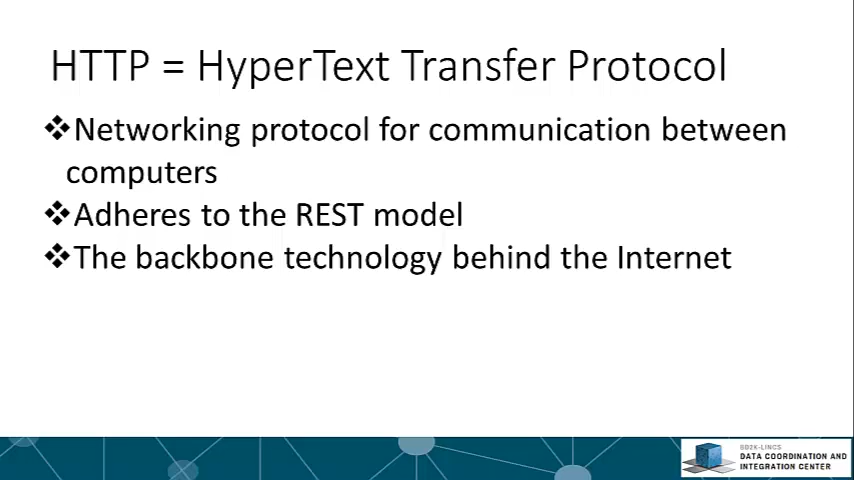 HTTP = HyperText Transfer Protocol
❖Networking protocol for communication between
computers
❖Adheres to the REST model
❖The backbone technology behind the Internet
BD2K-LINCS
DATA COORDINATION AND
INTEGRATION CENTER